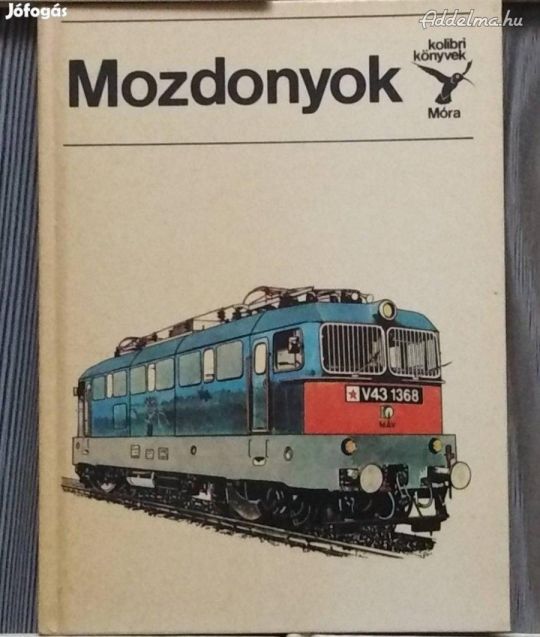 Jófogás
Addelma.hu
Mozdonyok
kolibri
könyvek
Móra
V43 1368
MÁV